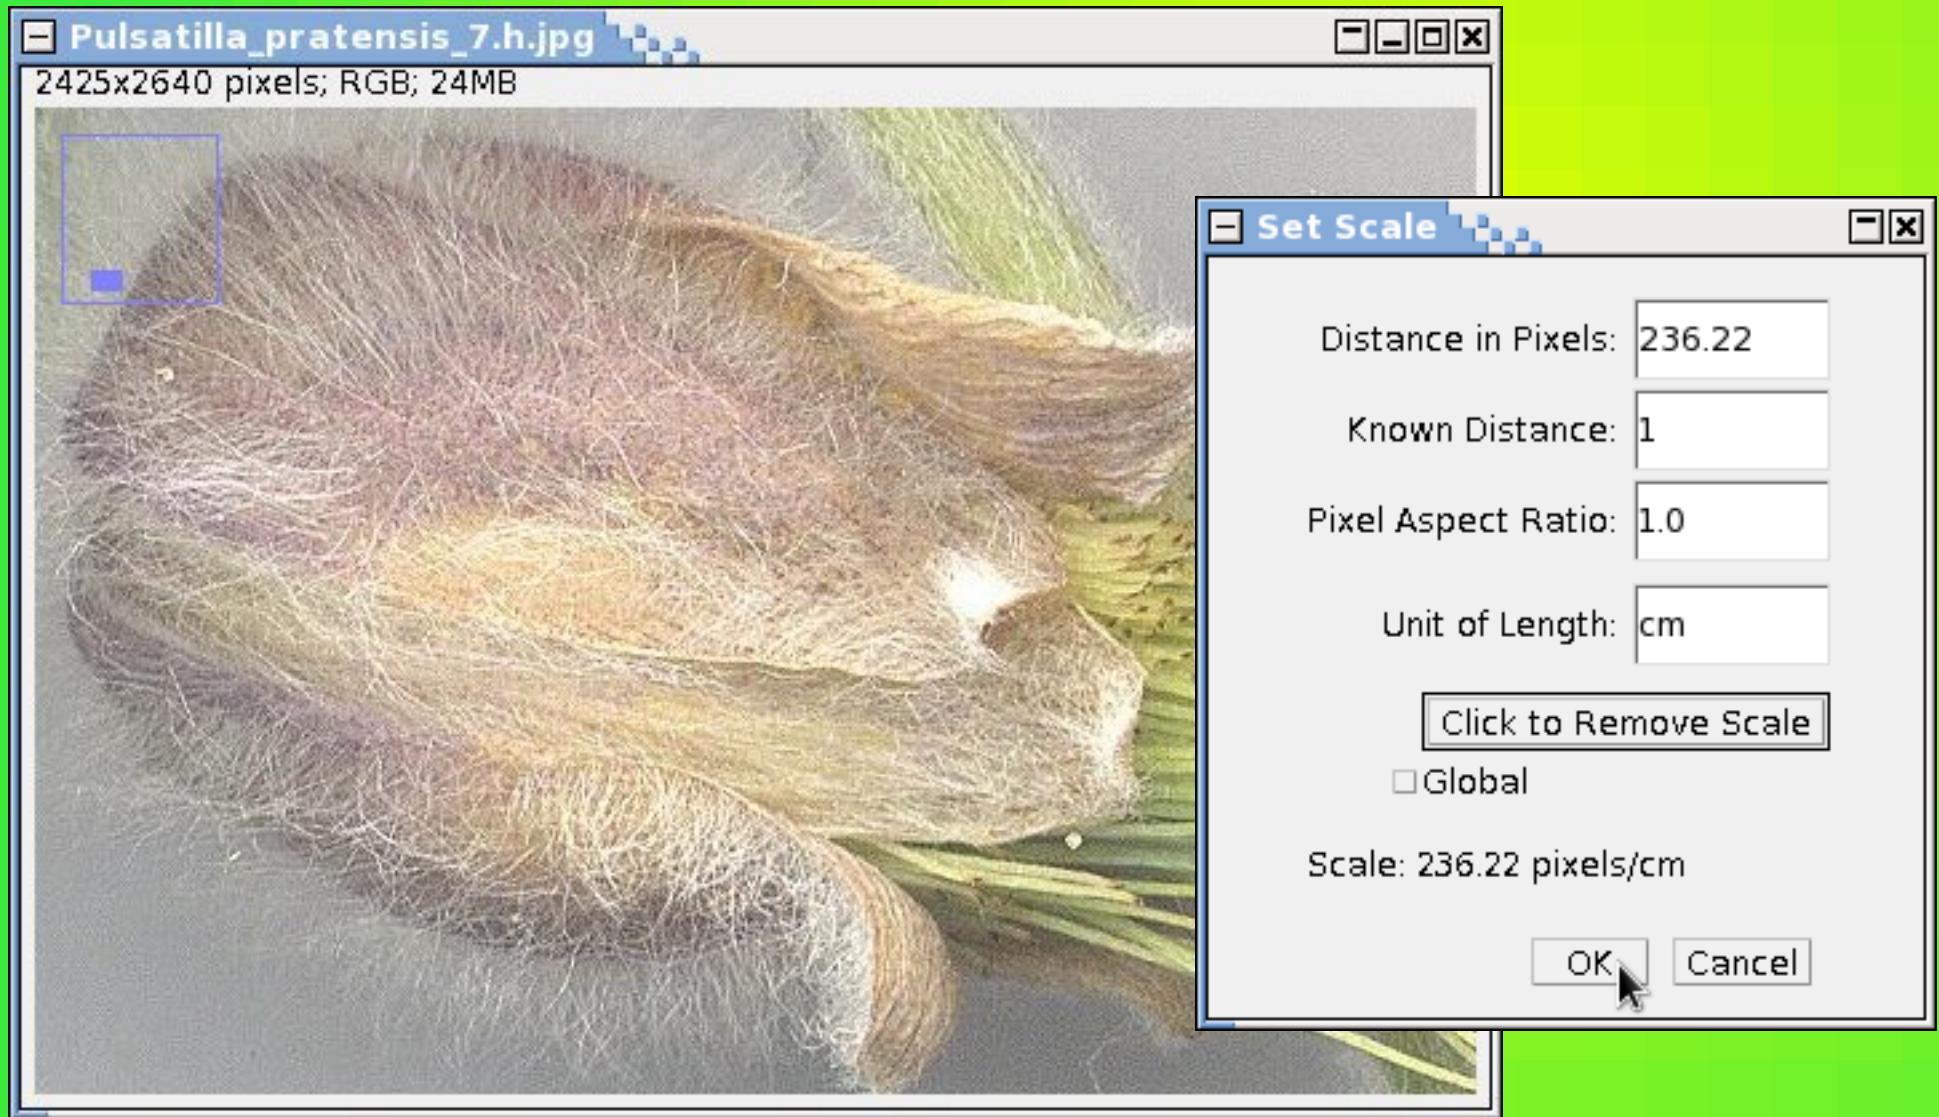 Pulsatilla_pratensis_7.h.jpg
2425x2640 pixels; RGB; 24MB
Set Scale
Distance in Pixels: 236.22
Known Distance: 1
Pixel Aspect Ratio: 1.0
Unit of Length: cm
Click to Remove Scale
Global
Scale: 236.22 pixels/cm
OK Cancel